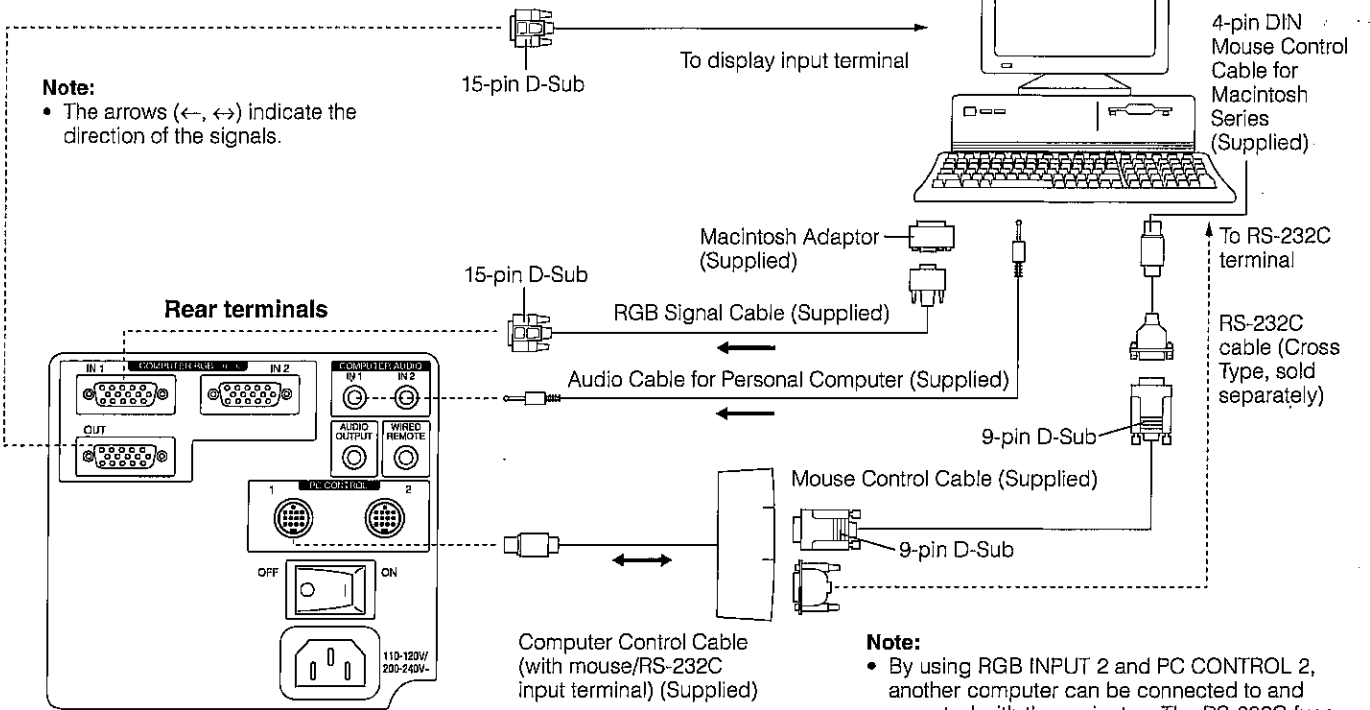 15-pin D-Sub
To display input terminal
4-pin DIN
Mouse Control
Cable for
Macintosh
Series
(Supplied)
Note:
• The arrows (←, ↔) indicate the
direction of the signals.
Macintosh Adaptor
(Supplied)
To RS-232C
terminal
15-pin D-Sub
Rear terminals
RGB Signal Cable (Supplied)
RS-232C
cable (Cross
Type, sold
separately)
IN 1 COMPUTER RGB IN 2
COMPUTER AUDIO
IN 1 IN 2
Audio Cable for Personal Computer (Supplied)
OUT
AUDIO
OUTPUT
WIRED
REMOTE
9-pin D-Sub
1 PC CONTROL 2
Mouse Control Cable (Supplied)
9-pin D-Sub
OFF ON
110-120V/
200-240V~
Computer Control Cable
(with mouse/RS-232C
input terminal) (Supplied)
Note:
• By using RGB INPUT 2 and PC CONTROL 2,
another computer can be connected to and